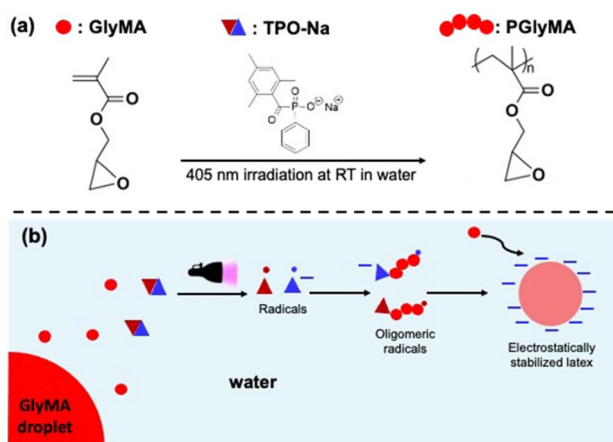 (a)
: GlyMA
: TPO-Na
: PGlyMA
O
O
O
O
P
O
O
⊖
Na
⊕
n
O
O
O
405 nm irradiation at RT in water
(b)
Radicals
Oligomeric
radicals
Electrostatically
stabilized latex
water
GlyMA
droplet